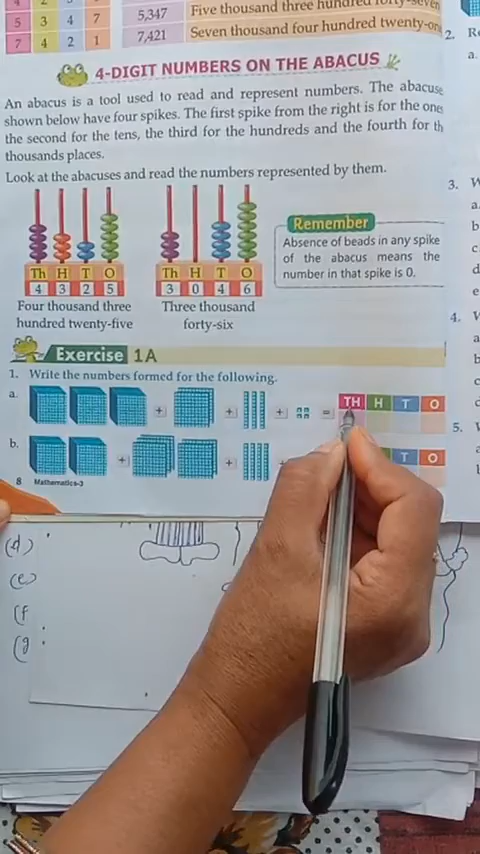 5 3 4 7
5,347 Five thousand three hundred forty-seven
7 4 2 1
7,421 Seven thousand four hundred twenty-one
2.
a.
4-DIGIT NUMBERS ON THE ABACUS
An abacus is a tool used to read and represent numbers. The abacuse
shown below have four spikes. The first spike from the right is for the ones
the second for the tens, the third for the hundreds and the fourth for th
thousands places.
Look at the abacuses and read the numbers represented by them.
Th H T O
4 3 2 5
Four thousand three
hundred twenty-five
Th H T O
3 0 4 6
Three thousand
forty-six
Remember
Absence of beads in any spike
of the abacus means the
number in that spike is 0.
3.
a.
b
c.
d
e
4.
a
b
c
d
5.
Exercise 1A
1. Write the numbers formed for the following.
a. + + + = TH H T O
b. + + T O
8 Mathematics-3
(d)
(e)
(f
(g